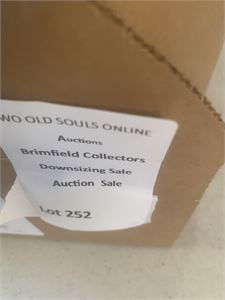 WO OLD SOULS ONLINE
Auctions
Brimfield Collectors
Downsizing Sale
Auction Sale
Lot 252